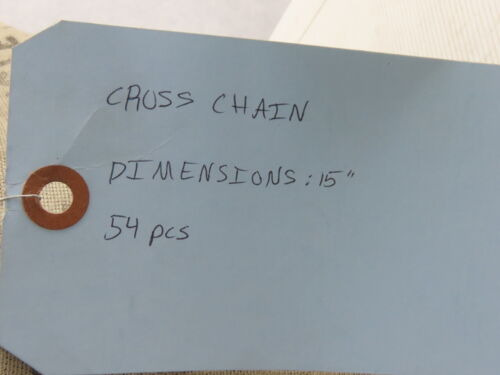 CROSS CHAIN
DIMENSIONS: 15"
54 pcs